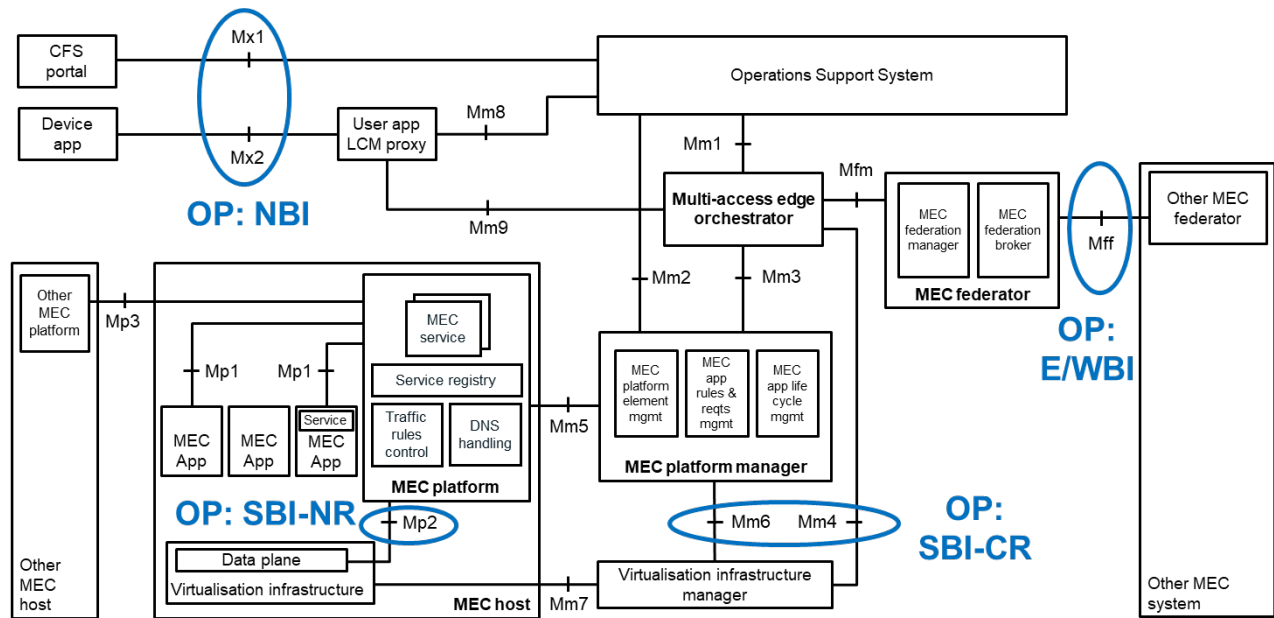 CFS
portal
Mx1
Operations Support System
Device
app
Mx2
User app
LCM proxy
Mm8
OP: NBI
Mm9
Mm1
Multi-access edge
orchestrator
Mfm
MEC
federation
manager
MEC
federation
broker
MEC federator
Mff
Other MEC
federator
OP:
E/WBI
Other
MEC
platform
Mp3
Mp1
Mp1
MEC
service
Service registry
Traffic
rules
control
DNS
handling
MEC platform
MEC
App
MEC
App
Service
MEC
App
Mm5
Mm2
Mm3
MEC
platform
element
mgmt
MEC
app
rules &
reqts
mgmt
MEC
app life
cycle
mgmt
MEC platform manager
OP: SBI-NR
Mp2
Mm6
Mm4
OP:
SBI-CR
Data plane
Virtualisation infrastructure
MEC host
Mm7
Virtualisation infrastructure
manager
Other
MEC
host
Other MEC
system